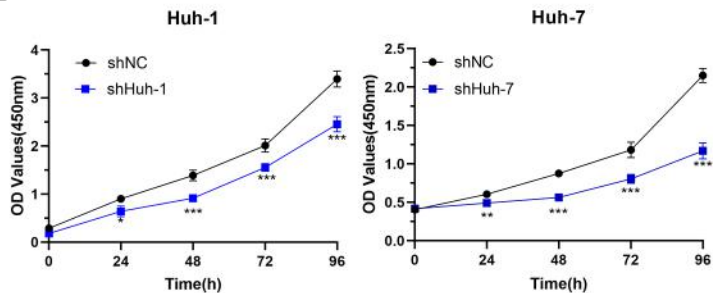 Huh-1
OD Values(450nm)
4
3
2
1
0
shNC
shHuh-1
*
***
***
***
0 24 48 72 96
Time(h)
Huh-7
OD Values(450nm)
2.5
2.0
1.5
1.0
0.5
0.0
shNC
shHuh-7
**
***
***
***
0 24 48 72 96
Time(h)